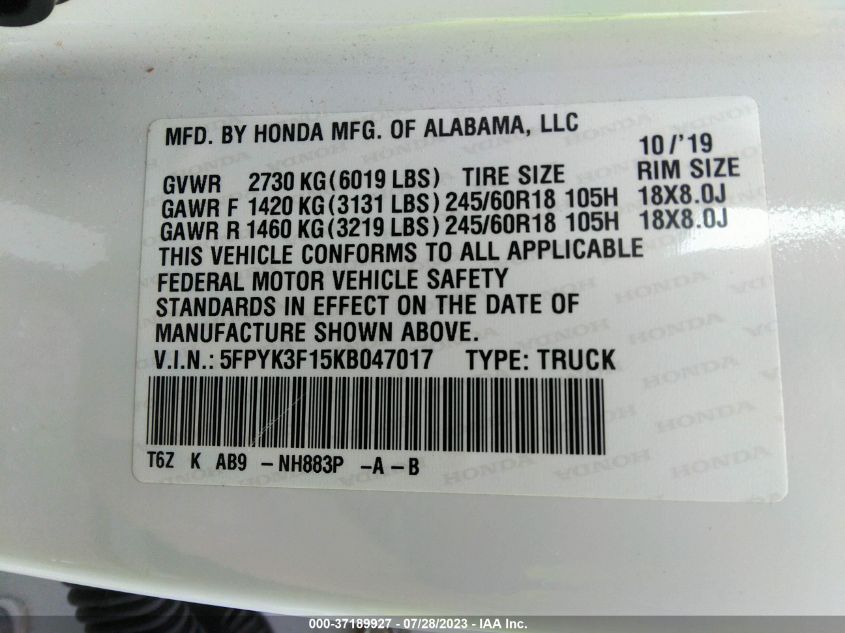 MFD. BY HONDA MFG. OF ALABAMA, LLC 10/'19
GVWR 2730 KG(6019 LBS) TIRE SIZE RIM SIZE
GAWR F 1420 KG(3131 LBS) 245/60R18 105H 18X8.0J
GAWR R 1460 KG(3219 LBS) 245/60R18 105H 18X8.0J
THIS VEHICLE CONFORMS TO ALL APPLICABLE
FEDERAL MOTOR VEHICLE SAFETY
STANDARDS IN EFFECT ON THE DATE OF
MANUFACTURE SHOWN ABOVE.
V.I.N.: 5FPYK3F15KB047017 TYPE: TRUCK
T6Z K AB9 -NH883P -A-B
000-37189927 - 07/28/2023 - IAA Inc.